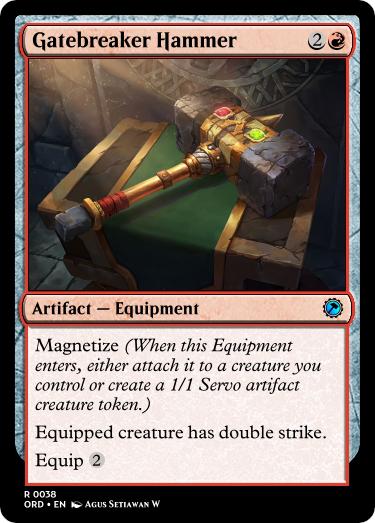 Gatebreaker Hammer 2
Artifact — Equipment
Magnetize (When this Equipment
enters, either attach it to a creature you
control or create a 1/1 Servo artifact
creature token.)
Equipped creature has double strike.
Equip 2
R 0038
ORD • EN Agus Setiawan W